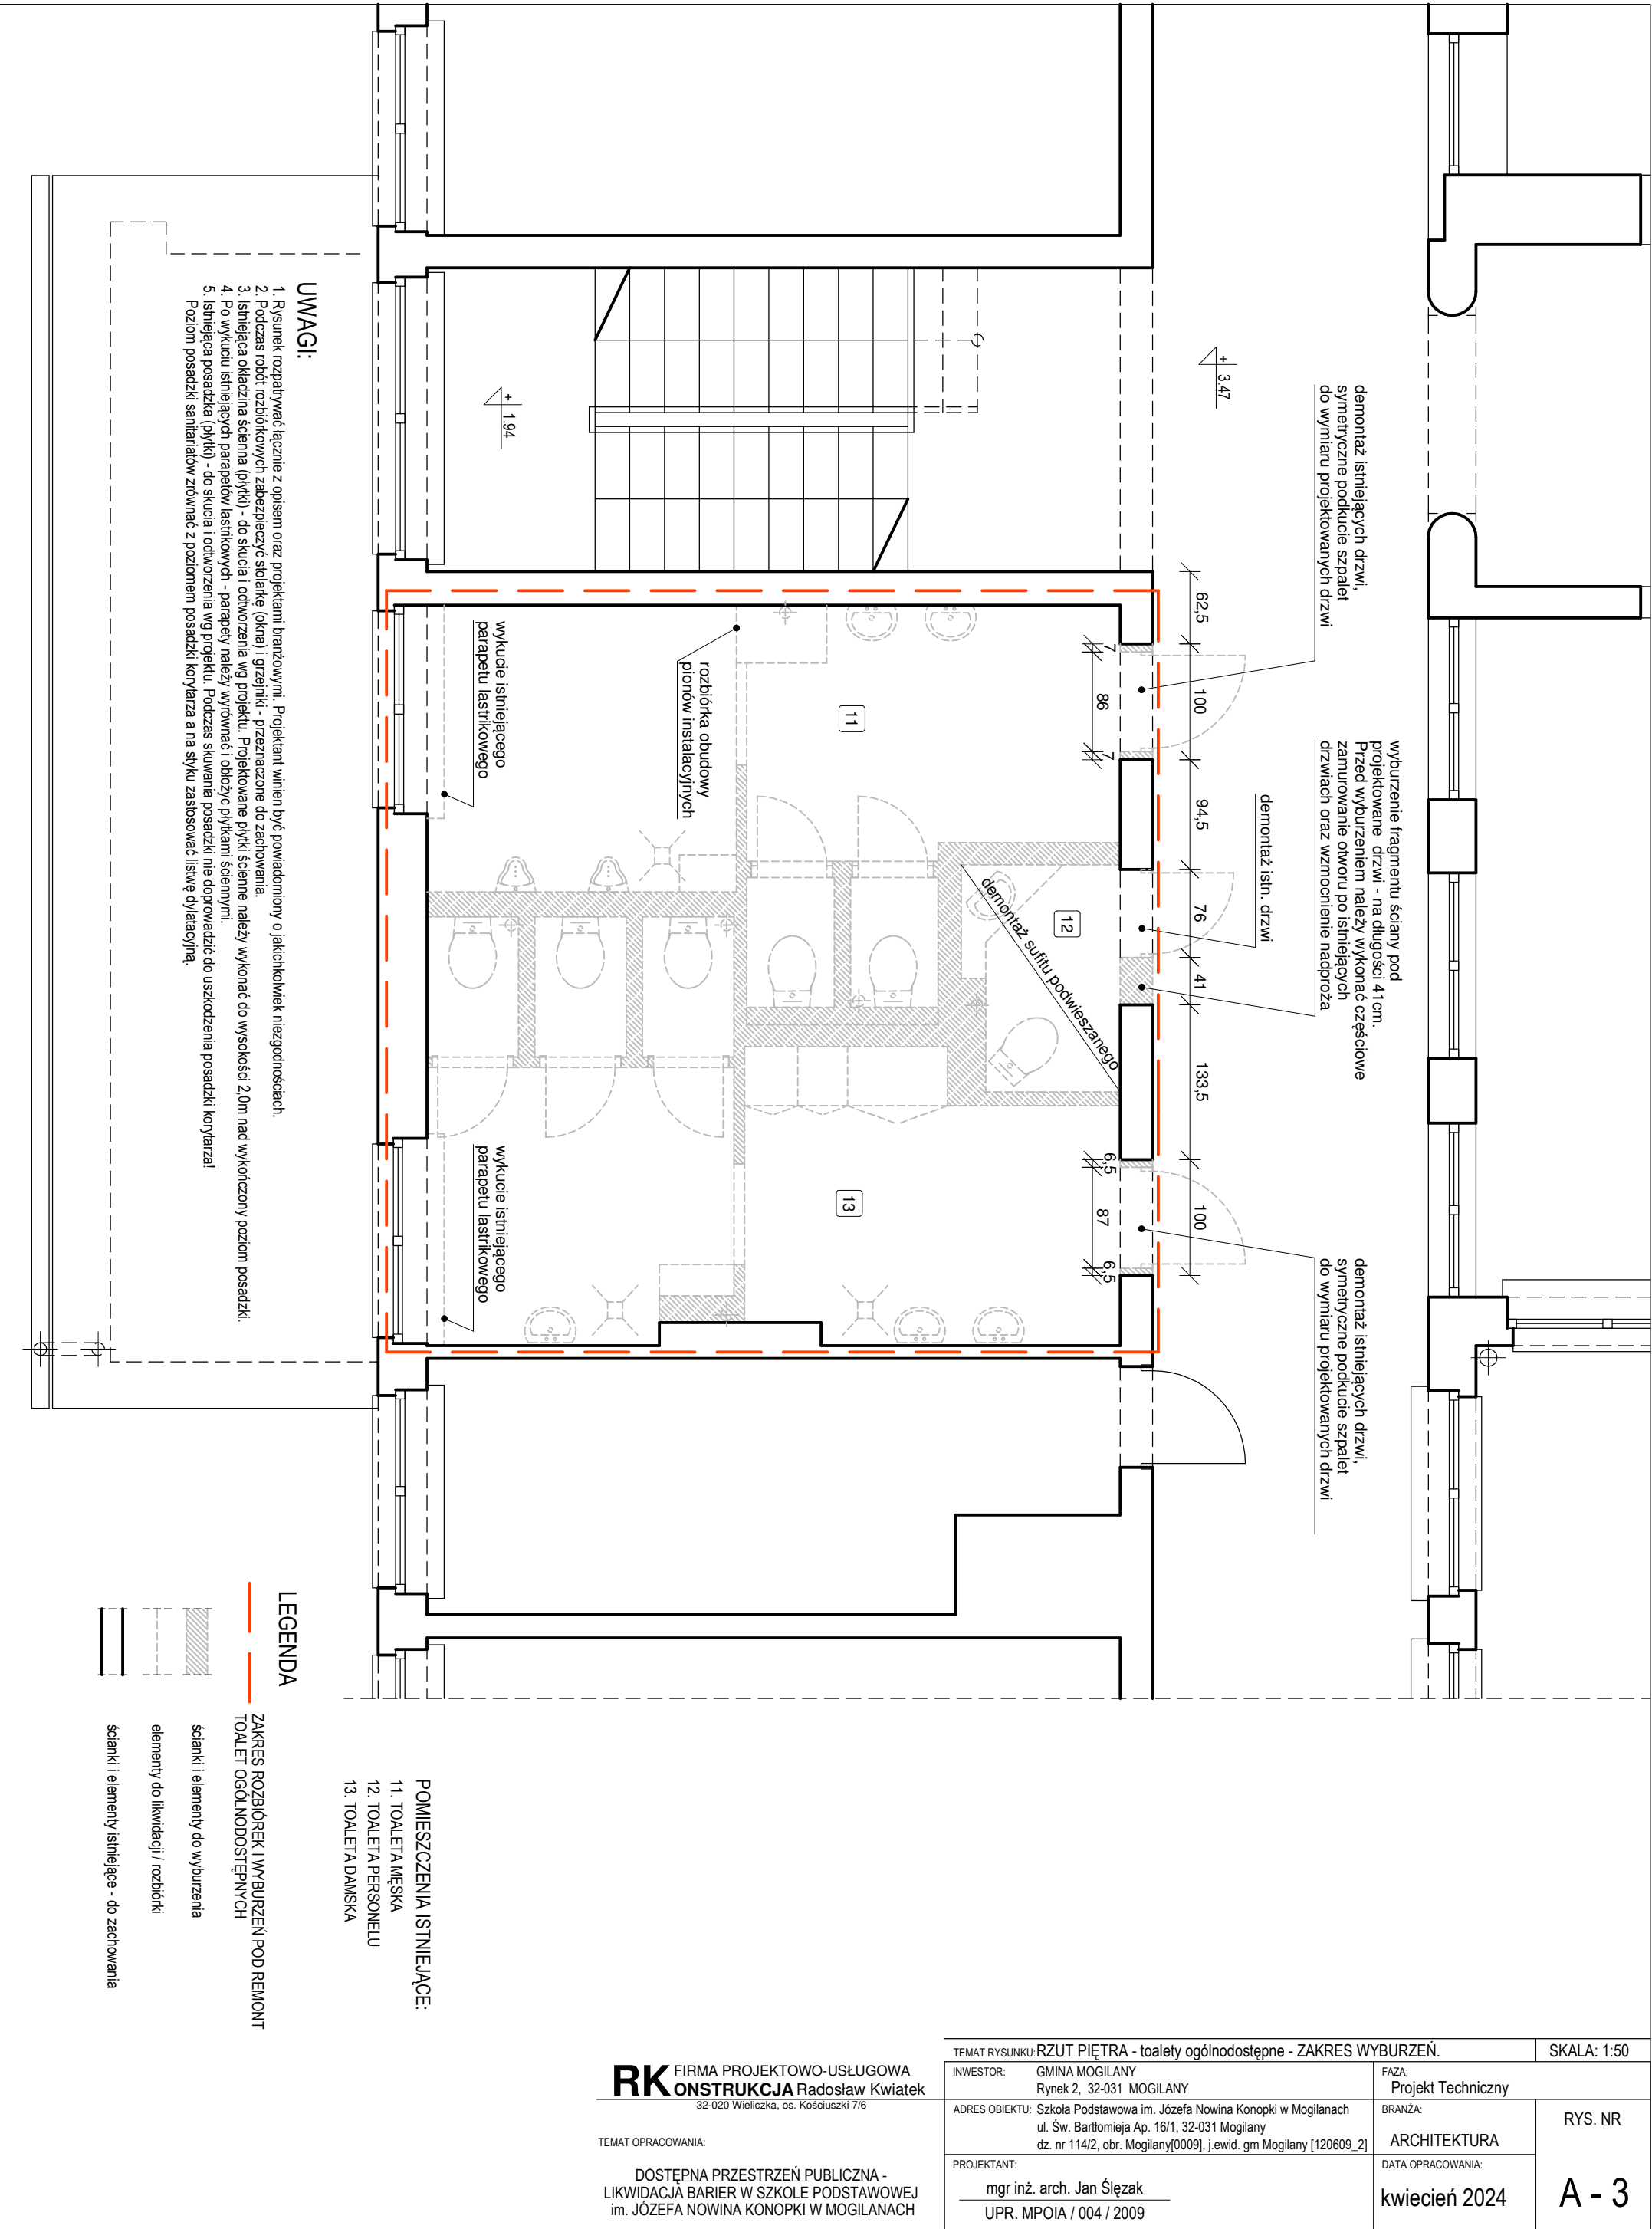 demontaż istniejących drzwi,
symetryczne podkucie szpalet
do wymiaru projektowanych drzwi
wyburzenie fragmentu ściany pod
projektowane drzwi - na długości 41cm.
Przed wyburzeniem należy wykonać częściowe
zamurowanie otworu po istniejących
drzwiach oraz wzmocnienie nadproża
demontaż istn. drzwi
demontaż istniejących drzwi,
symetryczne podkucie szpalet
do wymiaru projektowanych drzwi
+ 3.47
+ 1.94
62,5
100
94,5
76
41
133,5
100
7
86
7
6,5
87
6,5
11
12
13
demontaż sufitu podwieszanego
rozbiórka obudowy
pionów instalacyjnych
wykucie istniejącego
parapetu lastrikowego
wykucie istniejącego
parapetu lastrikowego
UWAGI:
1. Rysunek rozpatrywać łącznie z opisem oraz projektami branżowymi. Projektant winien być powiadomiony o jakichkolwiek niezgodnościach.
2. Podczas robót rozbiórkowych zabezpieczyć stolarkę (okna) i grzejniki - przeznaczone do zachowania.
3. Istniejąca okładzina ścienna (płytki) - do skucia i odtworzenia wg projektu. Projektowane płytki ścienne należy wykonać do wysokości 2,0m nad wykończony poziom posadzki.
4. Po wykuciu istniejących parapetów lastrikowych - parapety należy wyrównać i obłożyć płytkami ściennymi.
5. Istniejąca posadzka (płytki) - do skucia i odtworzenia wg projektu. Podczas skuwania posadzki nie doprowadzić do uszkodzenia posadzki korytarza!
Poziom posadzki sanitariatów zrównać z poziomem posadzki korytarza a na styku zastosować listwę dylatacyjną.
POMIESZCZENIA ISTNIEJĄCE:
11. TOALETA MĘSKA
12. TOALETA PERSONELU
13. TOALETA DAMSKA
LEGENDA
ZAKRES ROZBIÓREK I WYBURZEŃ POD REMONT
TOALET OGÓLNODOSTĘPNYCH
ścianki i elementy do wyburzenia
elementy do likwidacji / rozbiórki
ścianki i elementy istniejące - do zachowania
RK FIRMA PROJEKTOWO-USŁUGOWA
ONSTRUKCJA Radosław Kwiatek
32-020 Wieliczka, os. Kościuszki 7/6
TEMAT OPRACOWANIA:
DOSTĘPNA PRZESTRZEŃ PUBLICZNA -
LIKWIDACJA BARIER W SZKOLE PODSTAWOWEJ
im. JÓZEFA NOWINA KONOPKI W MOGILANACH
TEMAT RYSUNKU: RZUT PIĘTRA - toalety ogólnodostępne - ZAKRES WYBURZEŃ.
SKALA: 1:50
INWESTOR: GMINA MOGILANY
Rynek 2, 32-031 MOGILANY
FAZA:
Projekt Techniczny
ADRES OBIEKTU: Szkoła Podstawowa im. Józefa Nowina Konopki w Mogilanach
ul. Św. Bartłomieja Ap. 16/1, 32-031 Mogilany
dz. nr 114/2, obr. Mogilany[0009], j.ewid. gm Mogilany [120609_2]
BRANŻA:
ARCHITEKTURA
RYS. NR
A - 3
PROJEKTANT:
mgr inż. arch. Jan Ślęzak
UPR. MPOIA / 004 / 2009
DATA OPRACOWANIA:
kwiecień 2024